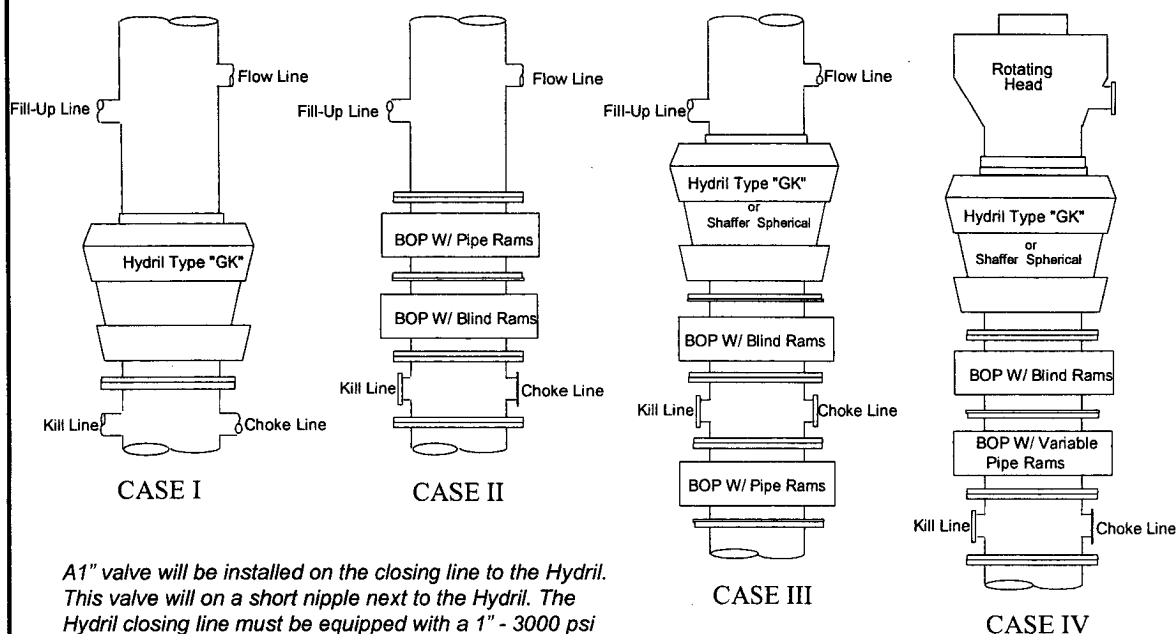 Flow Line
Fill-Up Line
Hydril Type "GK"
Kill Line
Choke Line
CASE I
Flow Line
Fill-Up Line
BOP W/ Pipe Rams
BOP W/ Blind Rams
Kill Line
Choke Line
CASE II
Flow Line
Fill-Up Line
Hydril Type "GK"
or
Shaffer Spherical
BOP W/ Blind Rams
Kill Line
Choke Line
BOP W/ Pipe Rams
CASE III
Rotating
Head
Hydril Type "GK"
or
Shaffer Spherical
BOP W/ Blind Rams
BOP W/ Variable
Pipe Rams
Kill Line
Choke Line
CASE IV
A1" valve will be installed on the closing line to the Hydril.
This valve will on a short nipple next to the Hydril. The
Hydril closing line must be equipped with a 1" - 3000 psi